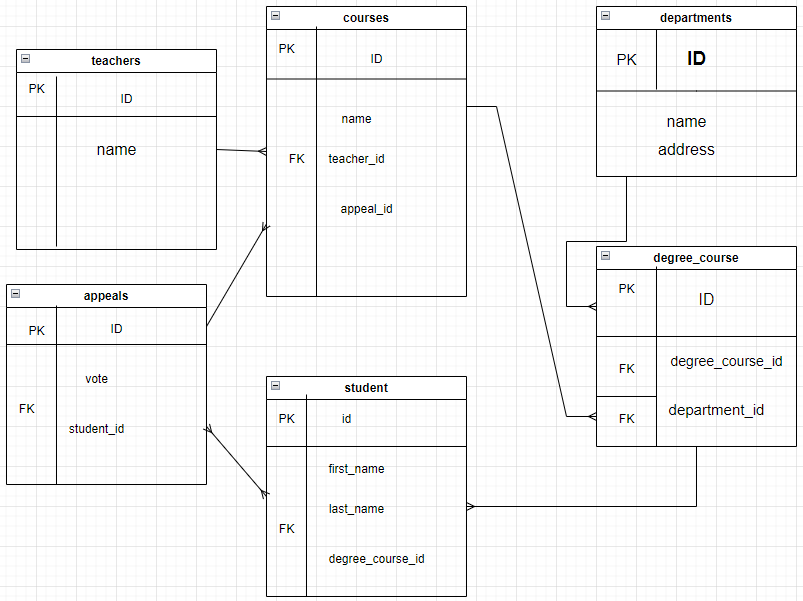 teachers
PK
ID
name
courses
PK
ID
name
FK
teacher_id
appeal_id
departments
PK
ID
name
address
appeals
PK
ID
vote
FK
student_id
student
PK
id
first_name
last_name
FK
degree_course_id
degree_course
PK
ID
FK
degree_course_id
FK
department_id